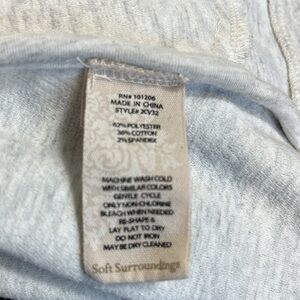 RN# 101206
MADE IN CHINA
STYLE# 2CV32
62% POLYESTER
36% COTTON
2% SPANDEX
MACHINE WASH COLD
WITH SIMILAR COLORS
GENTLE CYCLE
ONLY NON-CHLORINE
BLEACH WHEN NEEDED
RE-SHAPE &
LAY FLAT TO DRY
DO NOT IRON
MAY BE DRY CLEANED
Soft Surroundings